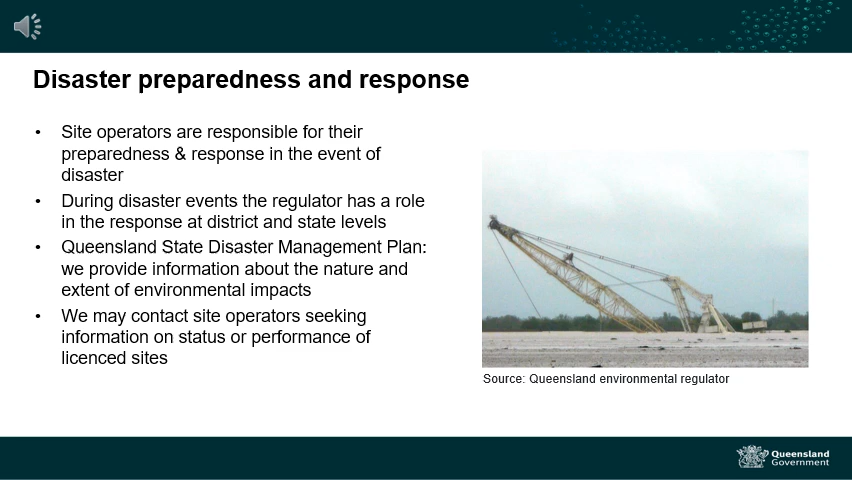 Disaster preparedness and response
• Site operators are responsible for their
preparedness & response in the event of
disaster
• During disaster events the regulator has a role
in the response at district and state levels
• Queensland State Disaster Management Plan:
we provide information about the nature and
extent of environmental impacts
• We may contact site operators seeking
information on status or performance of
licenced sites
Source: Queensland environmental regulator
Queensland
Government